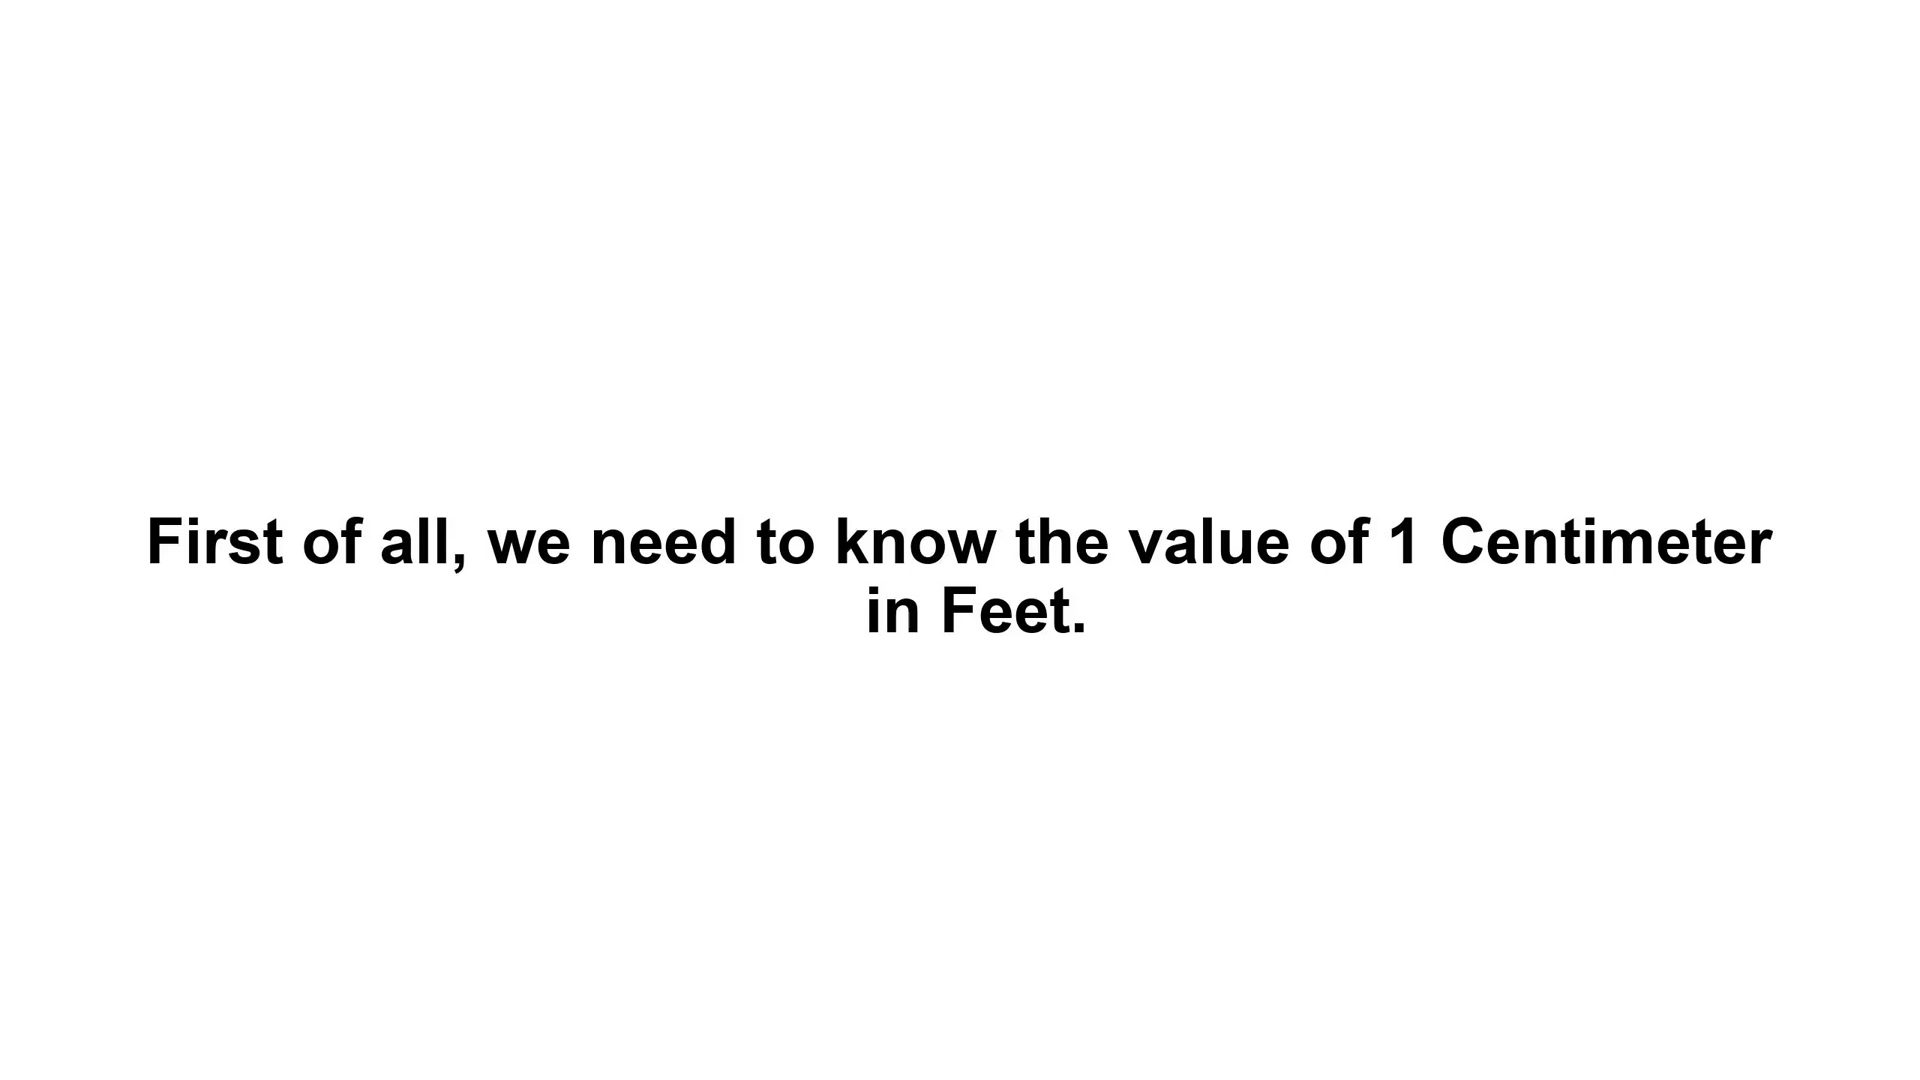 First of all, we need to know the value of 1 Centimeter
in Feet.